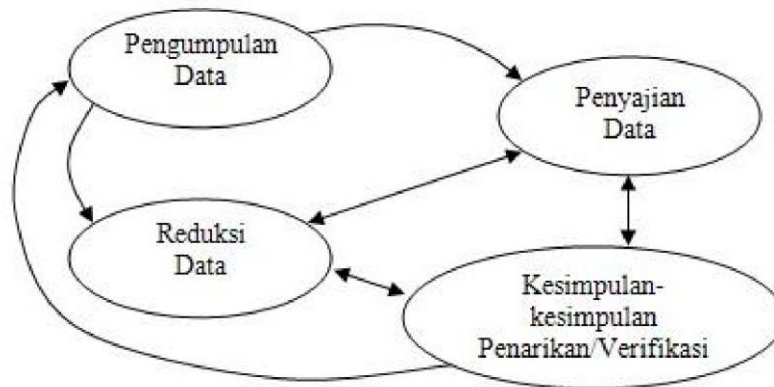 Pengumpulan
Data
Penyajian
Data
Reduksi
Data
Kesimpulan-
kesimpulan
Penarikan/Verifikasi